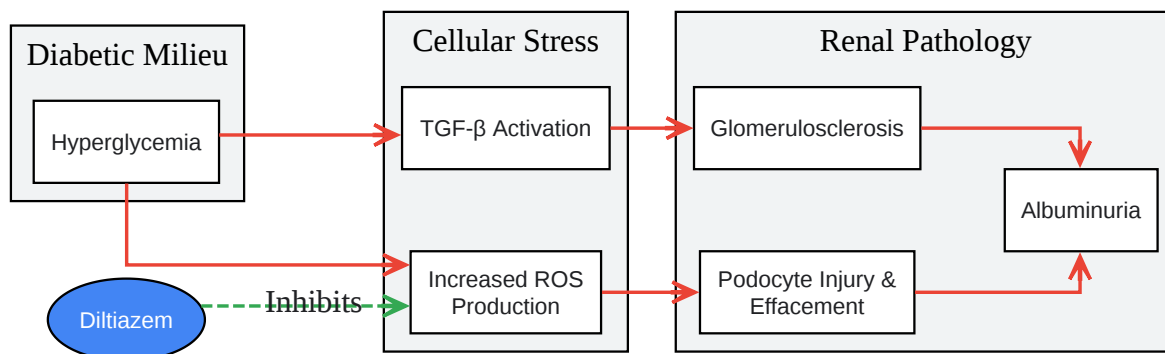 Diabetic Milieu
Hyperglycemia
Cellular Stress
TGF-β Activation
Increased ROS
Production
Renal Pathology
Glomerulosclerosis
Podocyte Injury &
Effacement
Albuminuria
Diltiazem
Inhibits